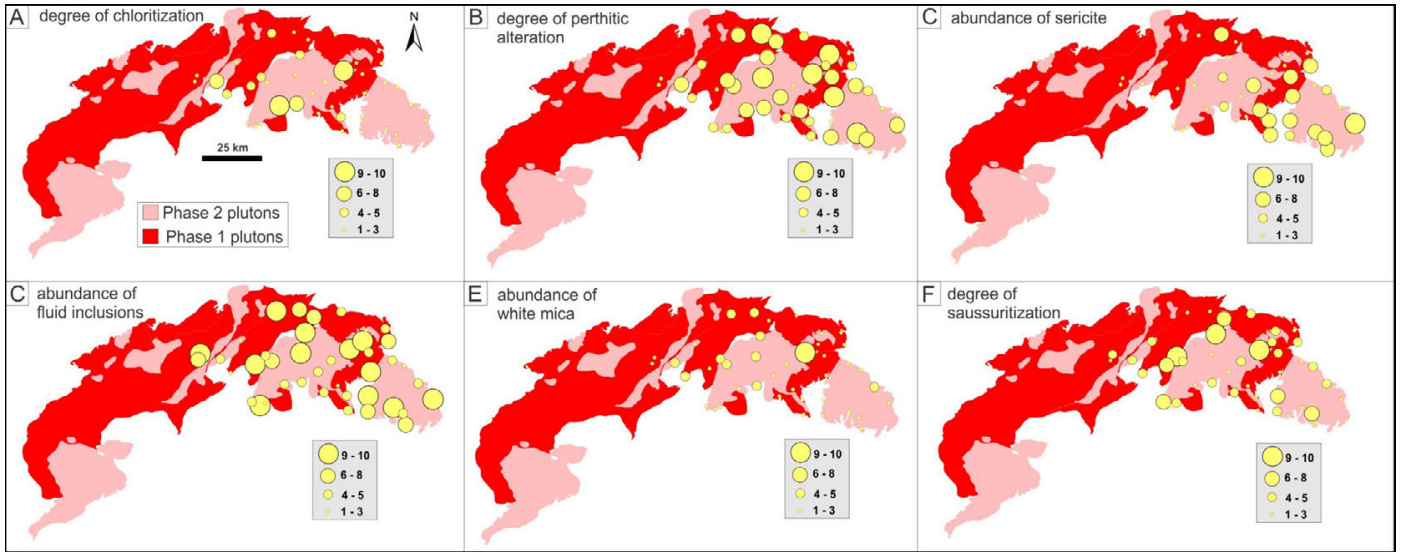 A degree of chloritization
N
25 km
Phase 2 plutons
Phase 1 plutons
9 - 10
6 - 8
4 - 5
1 - 3
B degree of perthitic
alteration
9 - 10
6 - 8
4 - 5
1 - 3
C abundance of sericite
9 - 10
6 - 8
4 - 5
1 - 3
C abundance of
fluid inclusions
9 - 10
6 - 8
4 - 5
1 - 3
E abundance of
white mica
9 - 10
6 - 8
4 - 5
1 - 3
F degree of
saussuritization
9 - 10
6 - 8
4 - 5
1 - 3